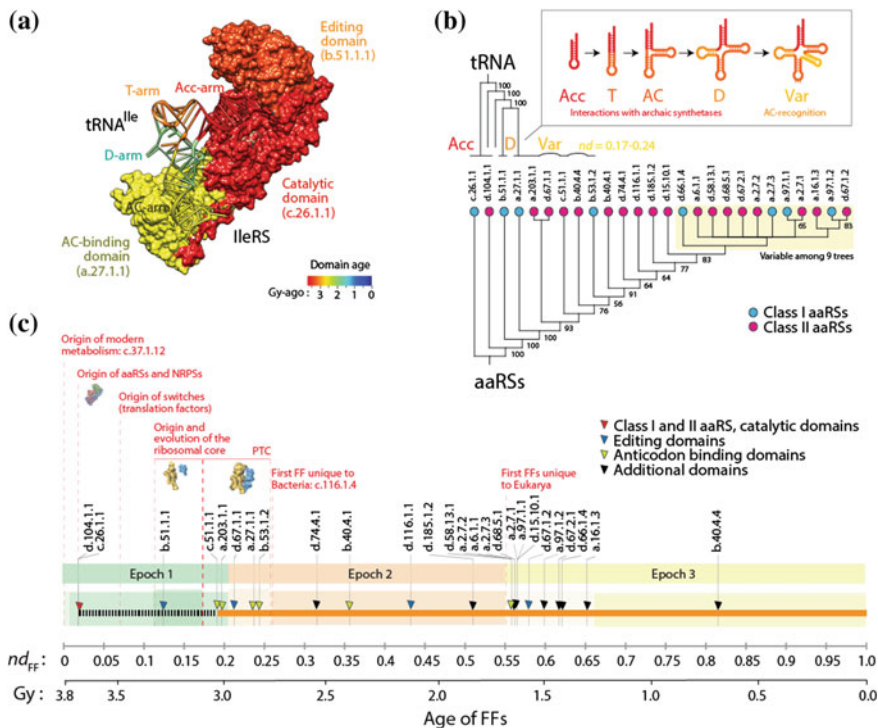 (a)
Editing
domain
(b.51.1.1)
T-arm
Acc-arm
tRNA^Ile
D-arm
AC-arm
Catalytic
domain
(c.26.1.1)
IleRS
AC-binding
domain
(a.27.1.1)
Domain age
Gy-ago :
3 2 1 0
(b)
tRNA
Acc
T
AC
D
Var
Interactions with archaic synthetases
AC-recognition
100
100
100
100
Acc
D
Var
nd = 0.17-0.24
c.26.1.1
d.104.1.1
b.51.1.1
a.27.1.1
a.203.1.1
d.67.1.1
c.51.1.1
b.40.4.4
b.53.1.2
b.40.4.1
d.74.4.1
d.116.1.1
d.185.1.2
d.15.10.1
d.66.1.4
a.6.1.1
d.58.13.1
d.68.5.1
d.67.2.1
a.2.7.2
a.2.7.3
a.97.1.1
a.2.7.1
a.16.1.3
a.97.1.2
d.67.1.2
65
83
Variable among 9 trees
83
77
64
64
91
56
76
93
100
100
100
aaRSs
Class I aaRSs
Class II aaRSs
(c)
Origin of modern
metabolism: c.37.1.12
Origin of aaRSs and NRPSs
Origin of switches
(translation factors)
Origin and
evolution of the
ribosomal core
PTC
First FF unique to
Bacteria: c.116.1.4
First FFs unique
to Eukarya
Class I and II aaRS, catalytic domains
Editing domains
Anticodon binding domains
Additional domains
d.104.1.1
c.26.1.1
b.51.1.1
c.51.1.1
a.203.1.1
d.67.1.1
a.27.1.1
b.53.1.2
d.74.4.1
b.40.4.1
d.116.1.1
d.185.1.2
d.58.13.1
a.2.7.2
a.6.1.1
a.2.7.3
d.68.5.1
a.2.7.1
a.97.1.1
d.15.10.1
d.67.1.2
a.97.1.2
d.67.2.1
d.66.1.4
a.16.1.3
b.40.4.4
Epoch 1
Epoch 2
Epoch 3
nd_FF :
0 0.05 0.1 0.15 0.2 0.25 0.3 0.35 0.4 0.45 0.5 0.55 0.6 0.65 0.7 0.75 0.8 0.85 0.9 0.95 1.0
Gy :
3.8 3.5 3.0 2.5 2.0 1.5 1.0 0.5 0.0
Age of FFs